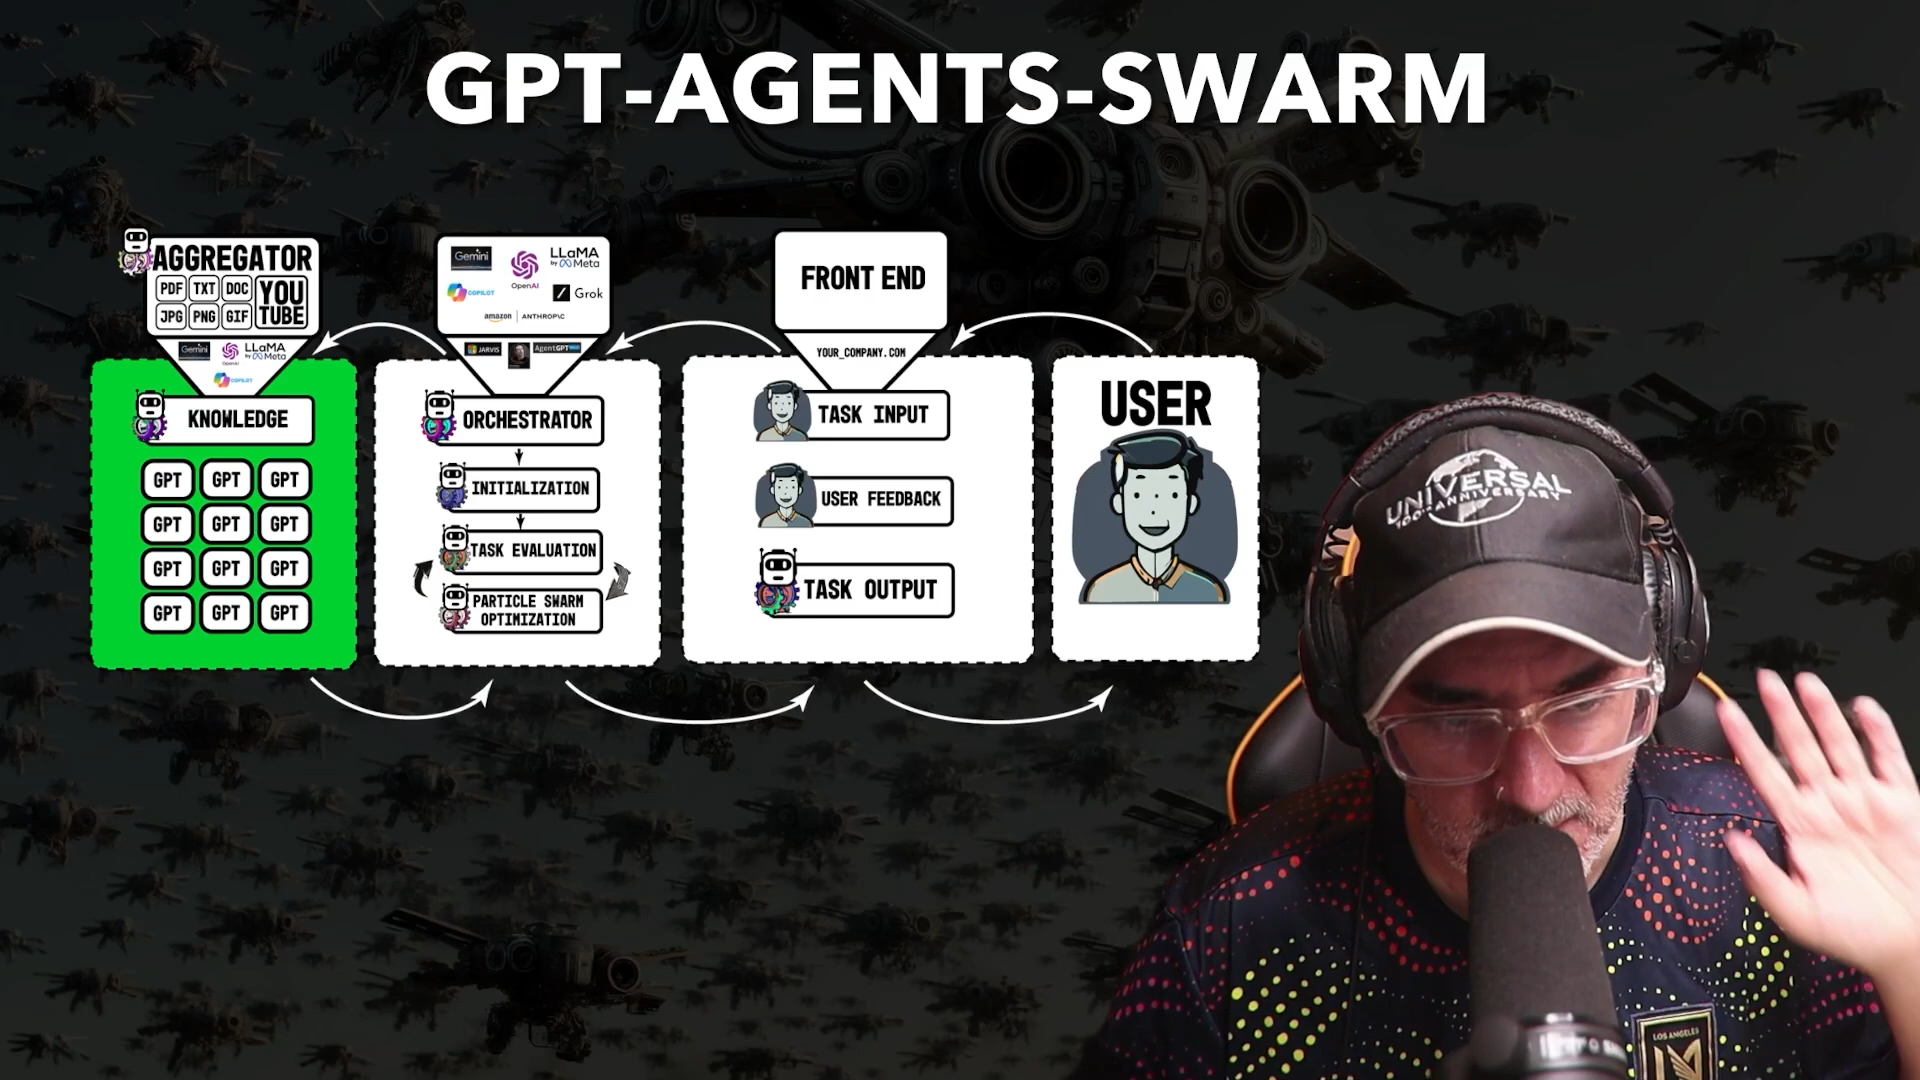 GPT-AGENTS-SWARM
AGGREGATOR
PDF TXT DOC
YOU TUBE
JPG PNG GIF
Gemini
OpenAI
LLaMA
by Meta
COPILOT
KNOWLEDGE
GPT GPT GPT
GPT GPT GPT
GPT GPT GPT
GPT GPT GPT
Gemini
OpenAI
LLaMA
by Meta
COPILOT
Grok
amazon | ANTHROP\C
JARVIS
AgentGPT
ORCHESTRATOR
INITIALIZATION
TASK EVALUATION
PARTICLE SWARM
OPTIMIZATION
FRONT END
YOUR_COMPANY.COM
TASK INPUT
USER FEEDBACK
TASK OUTPUT
USER
UNIVERSAL
100TH ANNIVERSARY
LOS ANGELES